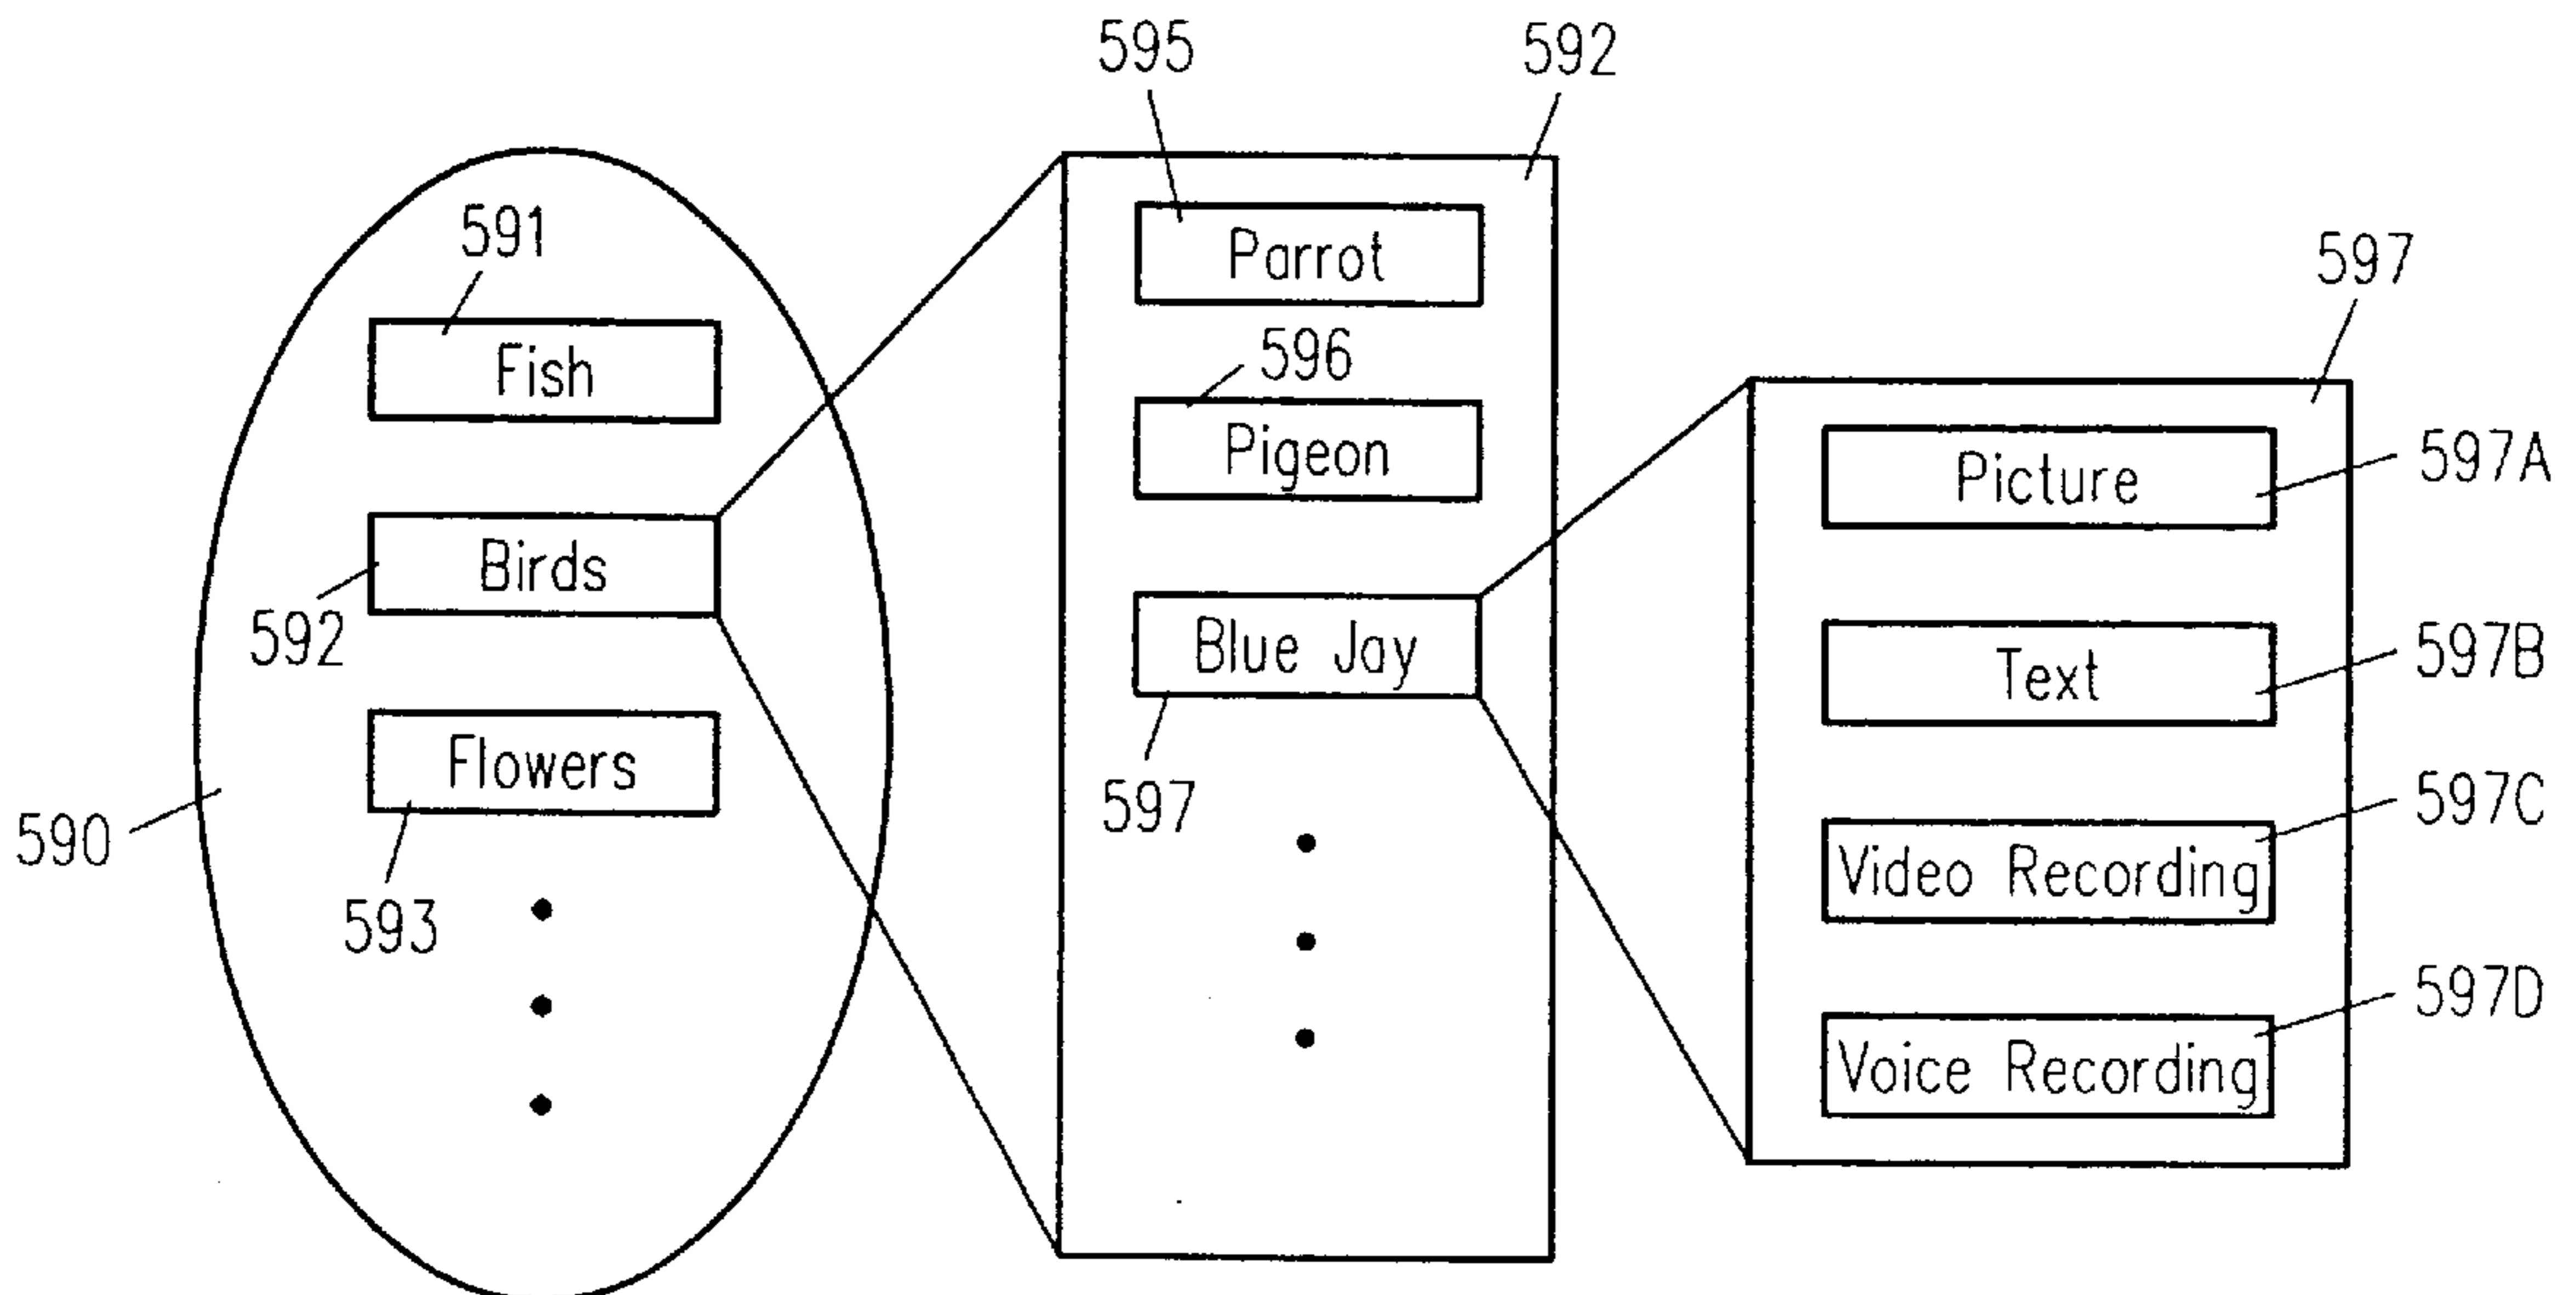 595
592
591
Fish
Birds
592
Flowers
590
593
Parrot
596
Pigeon
Blue Jay
597
597
Picture
597A
Text
597B
597C
Video Recording
597D
Voice Recording